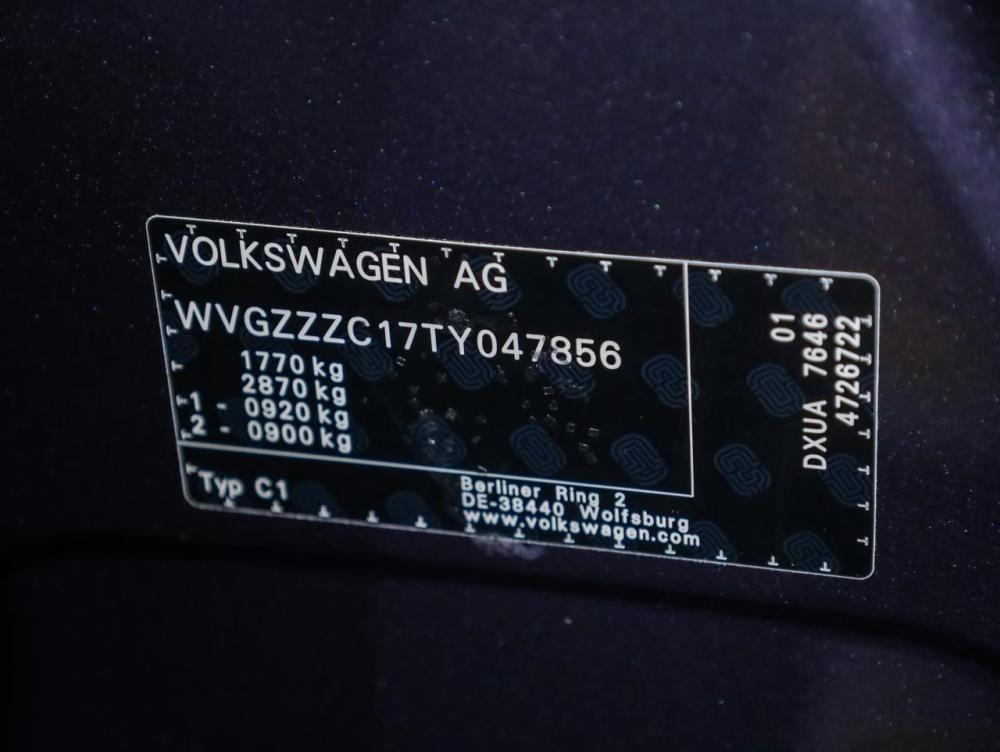 VOLKSWAGEN AG
WVGZZZC17TY047856
1770 kg
2870 kg
1 - 0920 kg
2 - 0900 kg
Typ C1
Berliner Ring 2
DE-38440 Wolfsburg
www.volkswagen.com
01
DXUA 7646
4726722